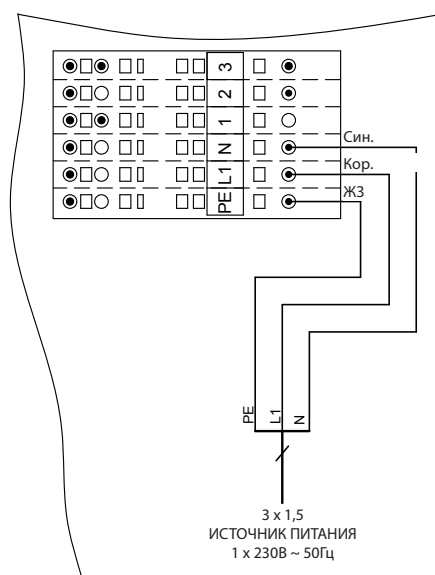 3
2
1
N
L1
PE
Син.
Кор.
ЖЗ
PE
L1
N
3 x 1,5
ИСТОЧНИК ПИТАНИЯ
1 x 230В ~ 50Гц